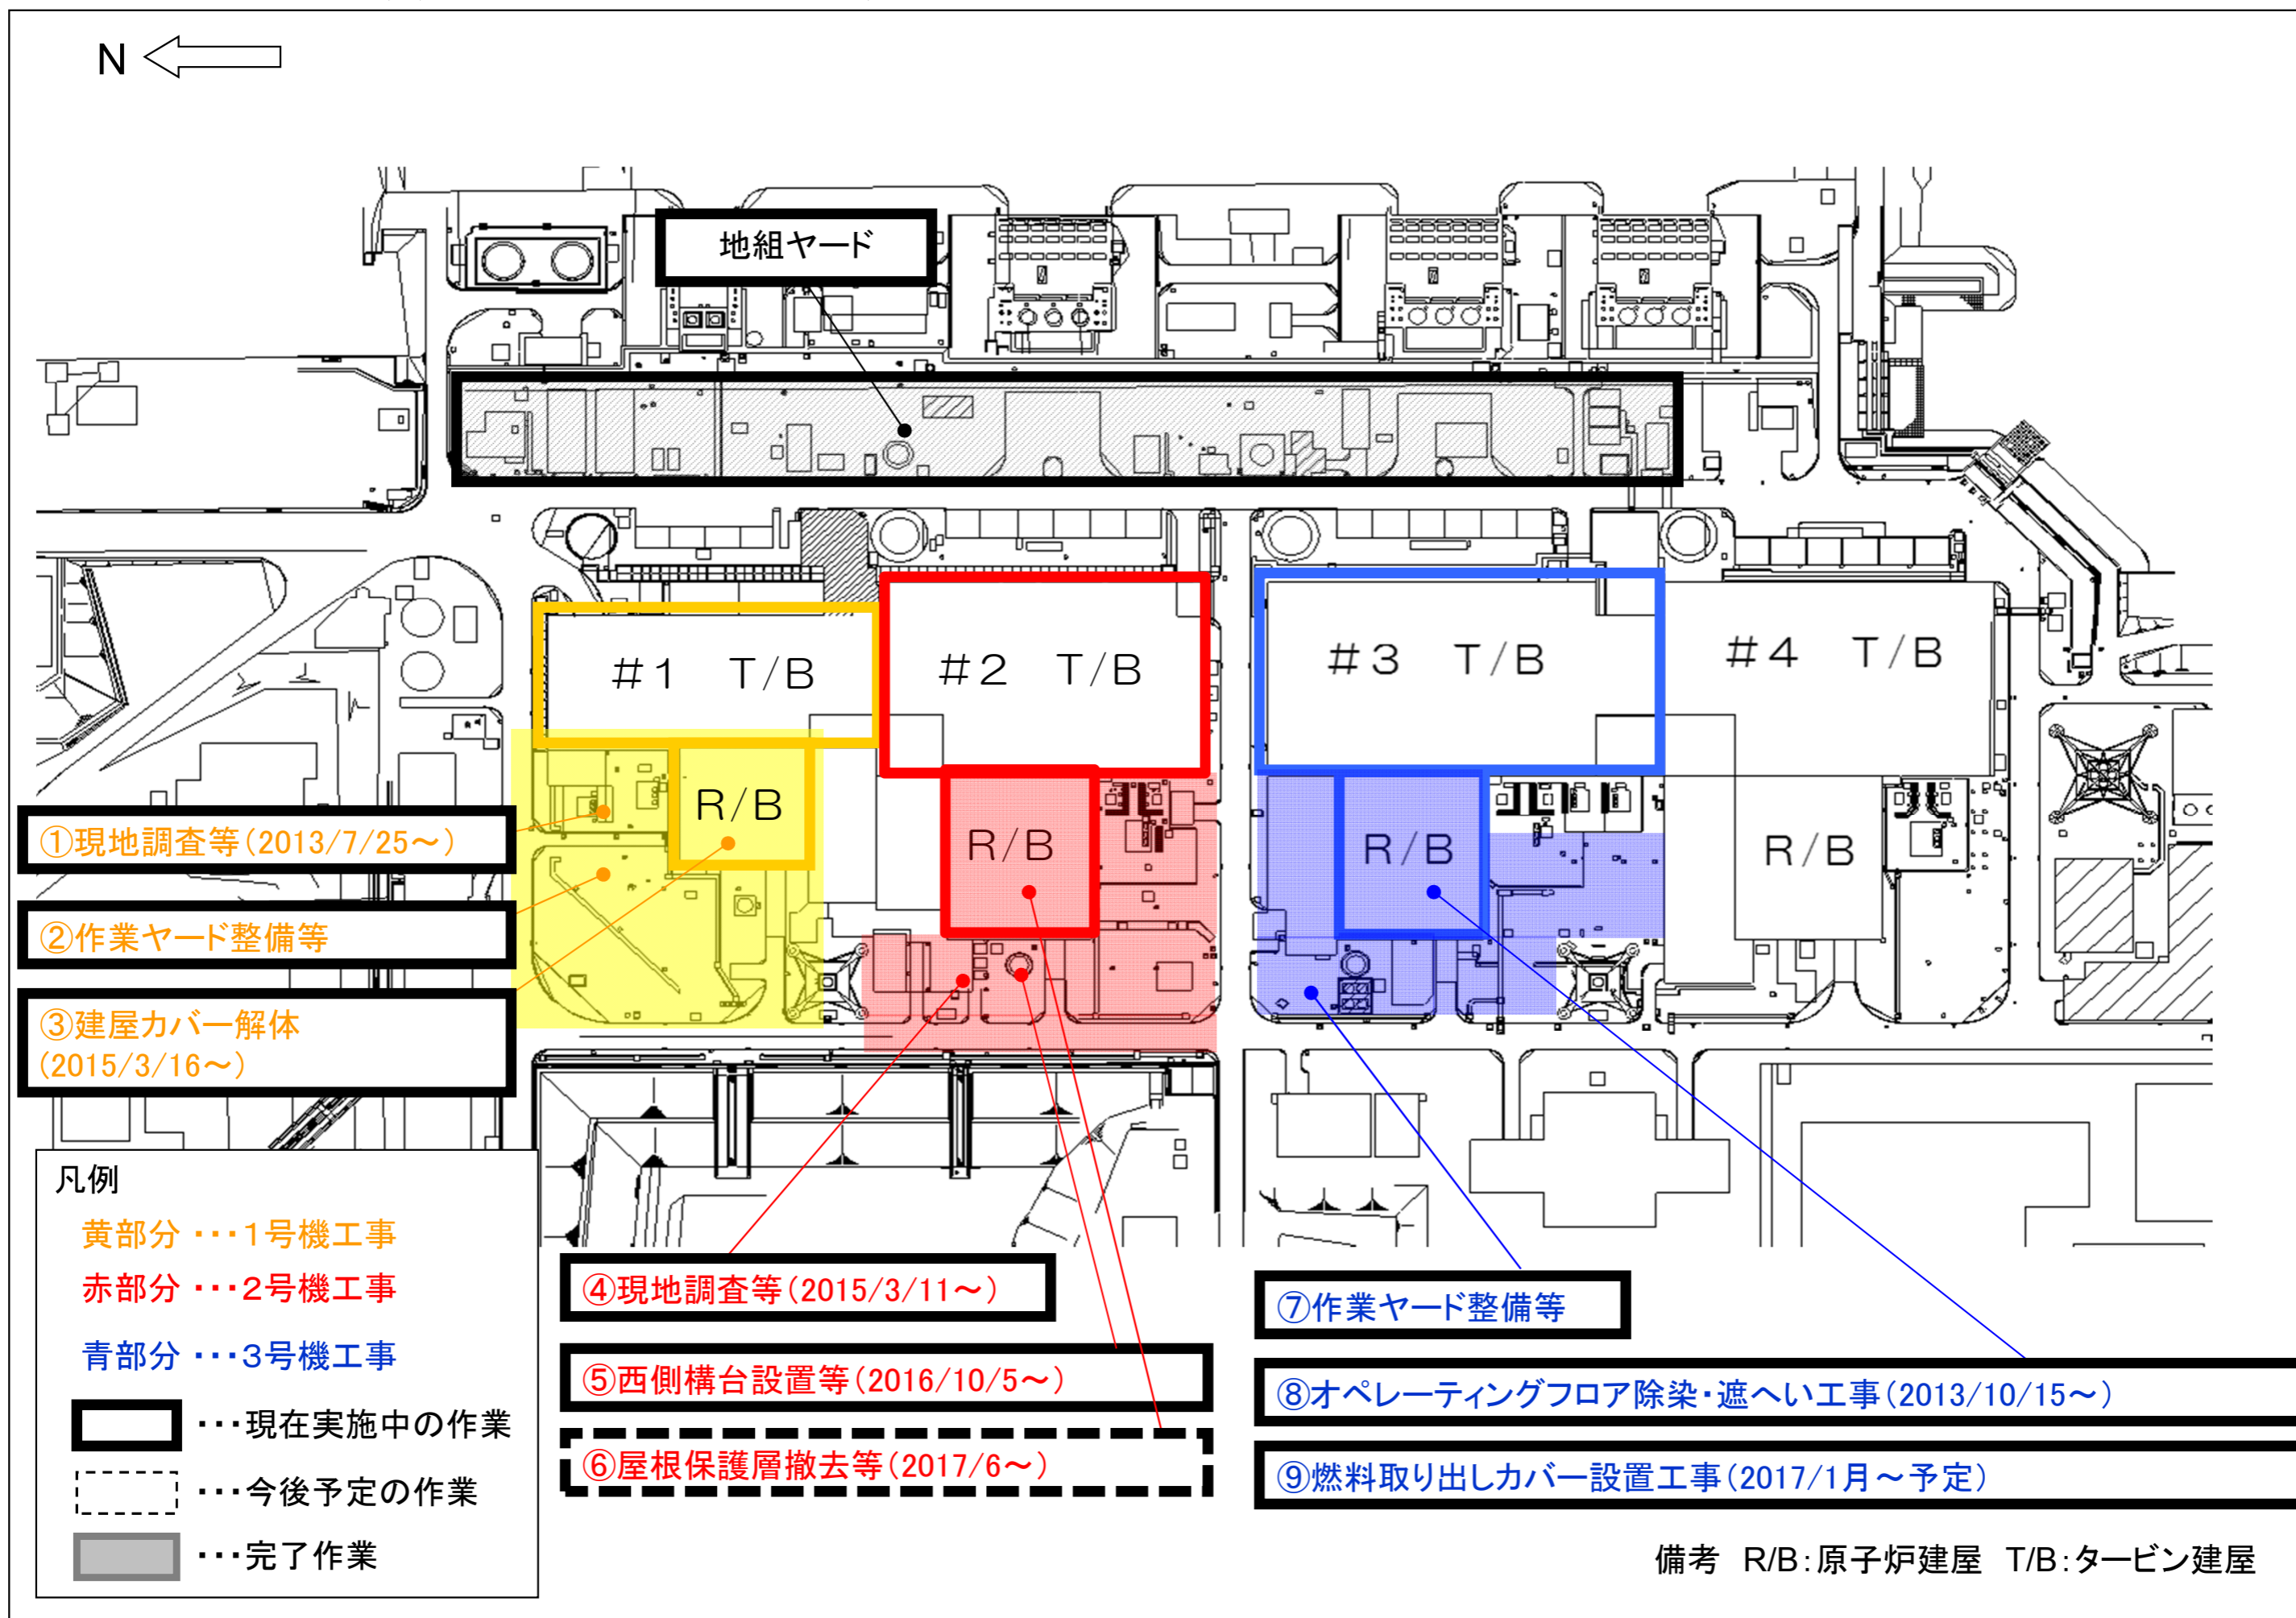 N
地組ヤード
#1 T/B
#2 T/B
#3 T/B
#4 T/B
R/B
R/B
R/B
R/B
①現地調査等(2013/7/25～)
②作業ヤード整備等
③建屋カバー解体
(2015/3/16～)
④現地調査等(2015/3/11～)
⑤西側構台設置等(2016/10/5～)
⑥屋根保護層撤去等(2017/6～)
⑦作業ヤード整備等
⑧オペレーティングフロア除染・遮へい工事(2013/10/15～)
⑨燃料取り出しカバー設置工事(2017/1月～予定)
凡例
黄部分 ・・・1号機工事
赤部分 ・・・2号機工事
青部分 ・・・3号機工事
・・・現在実施中の作業
・・・今後予定の作業
・・・完了作業
備考 R/B:原子炉建屋 T/B:タービン建屋